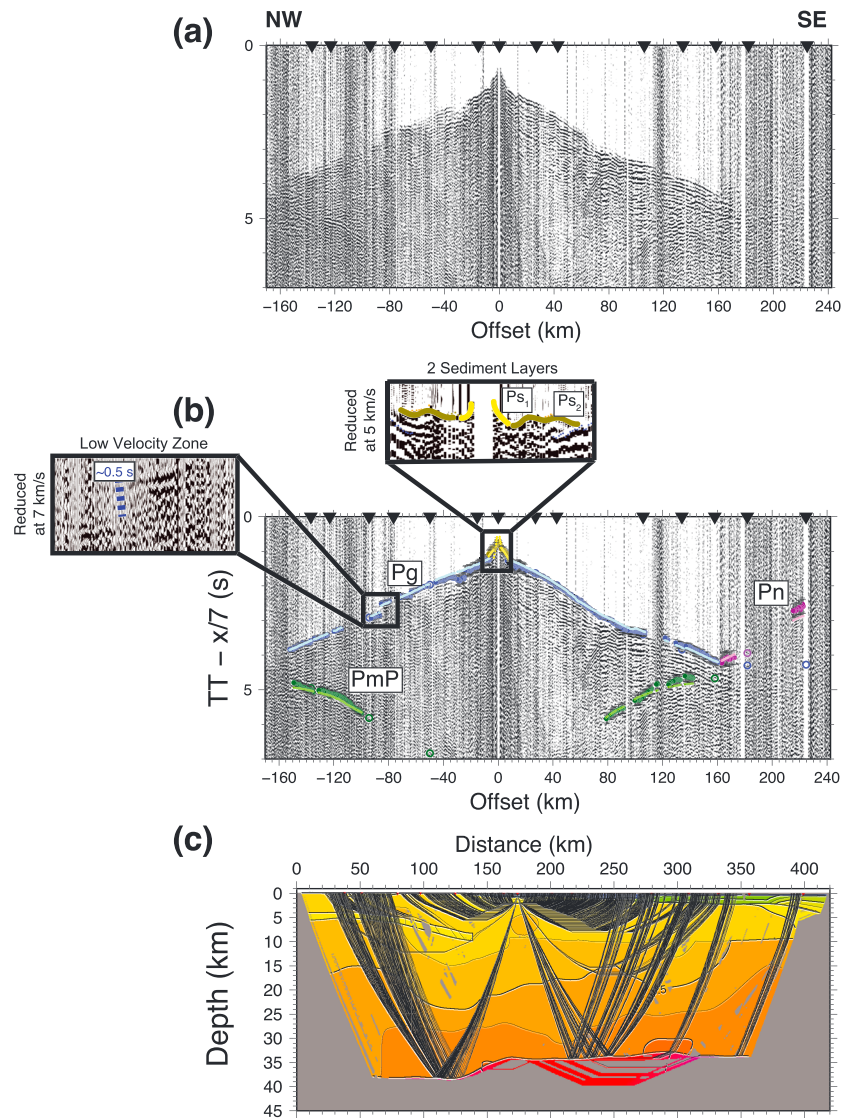 NW
SE
(a)
0
5
−160 −120 −80 −40 0 40 80 120 160 200 240
Offset (km)
2 Sediment Layers
(b)
Reduced
at 5 km/s
Ps1
Ps2
Low Velocity Zone
Reduced
at 7 km/s
~0.5 s
TT − x/7 (s)
0
5
Pg
Pn
PmP
−160 −120 −80 −40 0 40 80 120 160 200 240
Offset (km)
(c)
Distance (km)
0 50 100 150 200 250 300 350 400
Depth (km)
0
5
10
15
20
25
30
35
40
45